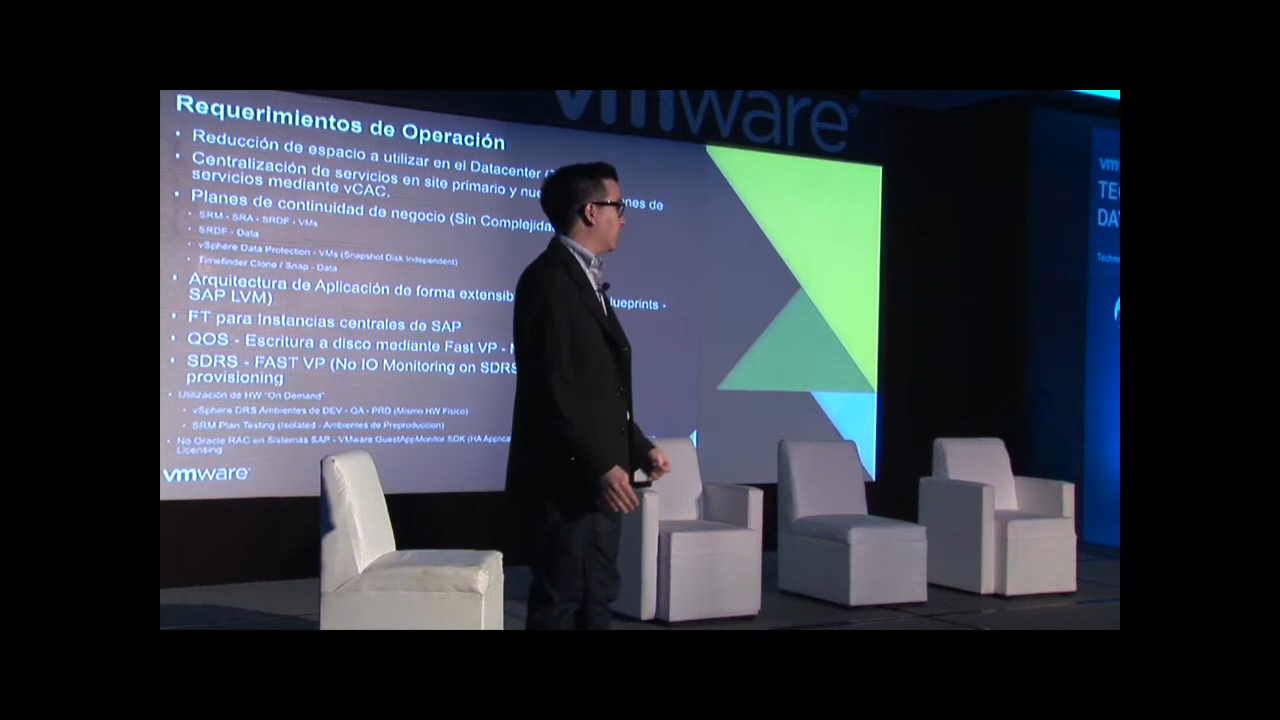 vmware
Requerimientos de Operación
• Reducción de espacio a utilizar en el Datacenter
• Centralización de servicios en site primario y
servicios mediante vCAC.
de
• Planes de continuidad de negocio (Sin
• SRM - SRA - SRDF - VMs
• SRDF - Data
• vSphere Data Protection - VMs (Snapshot Disk Independent)
• Timefinder Clone / Snap - Data
• Arquitectura de Aplicación de forma
SAP LVM)
• FT para Instancias centrales de SAP
• QOS - Escritura a disco mediante Fast VP -
• SDRS - FAST VP (No IO Monitoring on SDRS
provisioning
• Utilización de HW "On Demand"
• vSphere DRS Ambientes de DEV - QA - PRD (Mismo HW Fisico)
• SRM Plan Testing (Isolated - Ambientes de Preproduccion)
• No Oracle RAC en Sistemas SAP - VMware GuestAppMonitor SDK (HA
Licensing
vmware